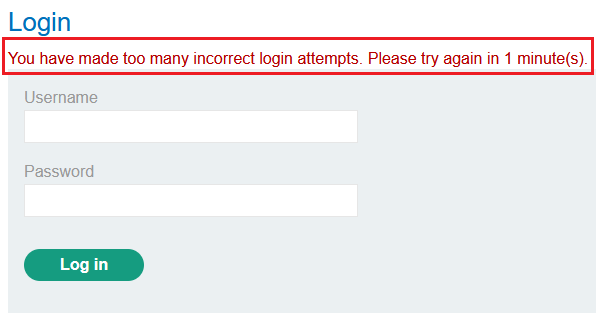 Login
You have made too many incorrect login attempts. Please try again in 1 minute(s).
Username
Password
Log in